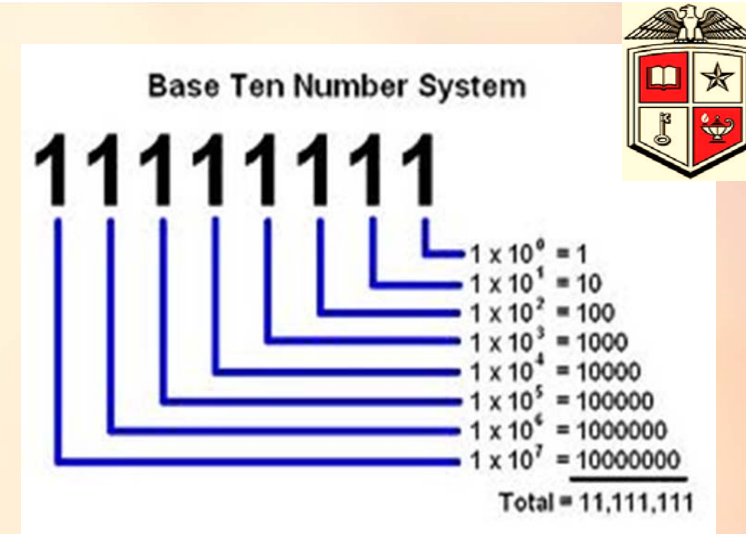 Base Ten Number System
11111111
1 x 10⁰ = 1
1 x 10¹ = 10
1 x 10² = 100
1 x 10³ = 1000
1 x 10⁴ = 10000
1 x 10⁵ = 100000
1 x 10⁶ = 1000000
1 x 10⁷ = 10000000
Total = 11,111,111